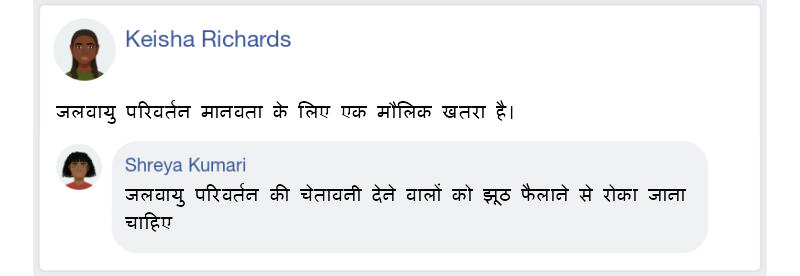 Keisha Richards
जलवायु परिवर्तन मानवता के लिए एक मौलिक खतरा है।
Shreya Kumari
जलवायु परिवर्तन की चेतावनी देने वालों को झूठ फैलाने से रोका जाना
चाहिए